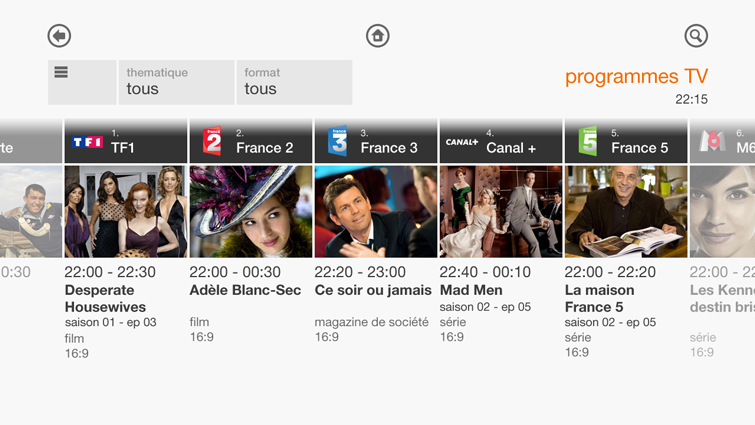 thematique
tous
format
tous
programmes TV
22:15
rte
TF1
1.
TF1
france
2
2.
France 2
france
3
3.
France 3
CANAL+
4.
Canal +
france
5
5.
France 5
M
6.
M6
0:30
22:00 - 22:30
Desperate
Housewives
saison 01 - ep 03
film
16:9
22:00 - 00:30
Adèle Blanc-Sec
film
16:9
22:20 - 23:00
Ce soir ou jamais
magazine de société
16:9
22:40 - 00:10
Mad Men
saison 02 - ep 05
série
16:9
22:00 - 22:20
La maison
France 5
saison 02 - ep 05
série
16:9
22:00 - 22
Les Kenn
destin bris
série
16:9